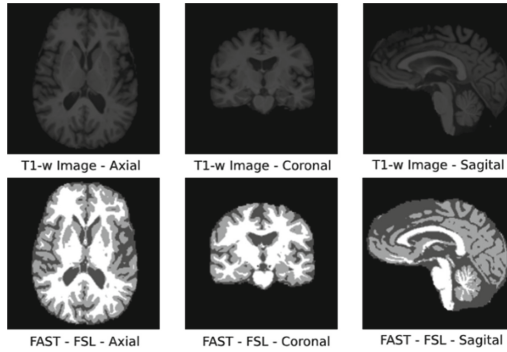 T1-w Image - Axial
T1-w Image - Coronal
T1-w Image - Sagital
FAST - FSL - Axial
FAST - FSL - Coronal
FAST - FSL - Sagital